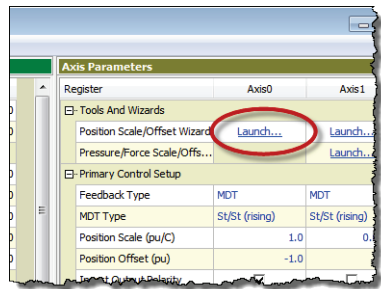 Axis Parameters
Register Axis0 Axis1
Tools And Wizards
Position Scale/Offset Wizard Launch... Launch...
Pressure/Force Scale/Offs... Launch...
Primary Control Setup
Feedback Type MDT MDT
MDT Type St/St (rising) St/St (rising)
Position Scale (pu/C) 1.0 0.
Position Offset (pu) -1.0